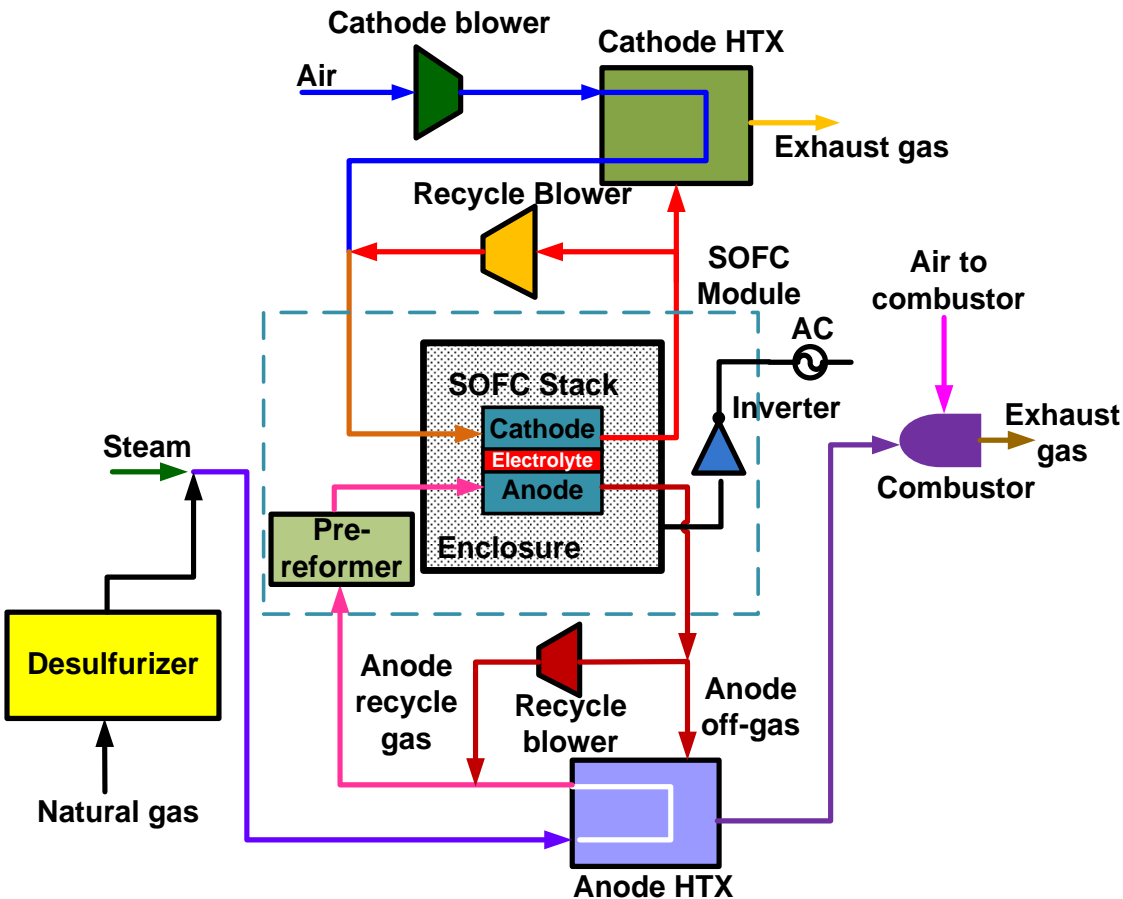 Cathode blower
Cathode HTX
Air
Exhaust gas
Recycle Blower
SOFC
Module
Air to
combustor
AC
SOFC Stack
Inverter
Cathode
Electrolyte
Anode
Exhaust
gas
Steam
Combustor
Pre-
reformer
Enclosure
Desulfurizer
Anode
recycle
gas
Recycle
blower
Anode
off-gas
Natural gas
Anode HTX